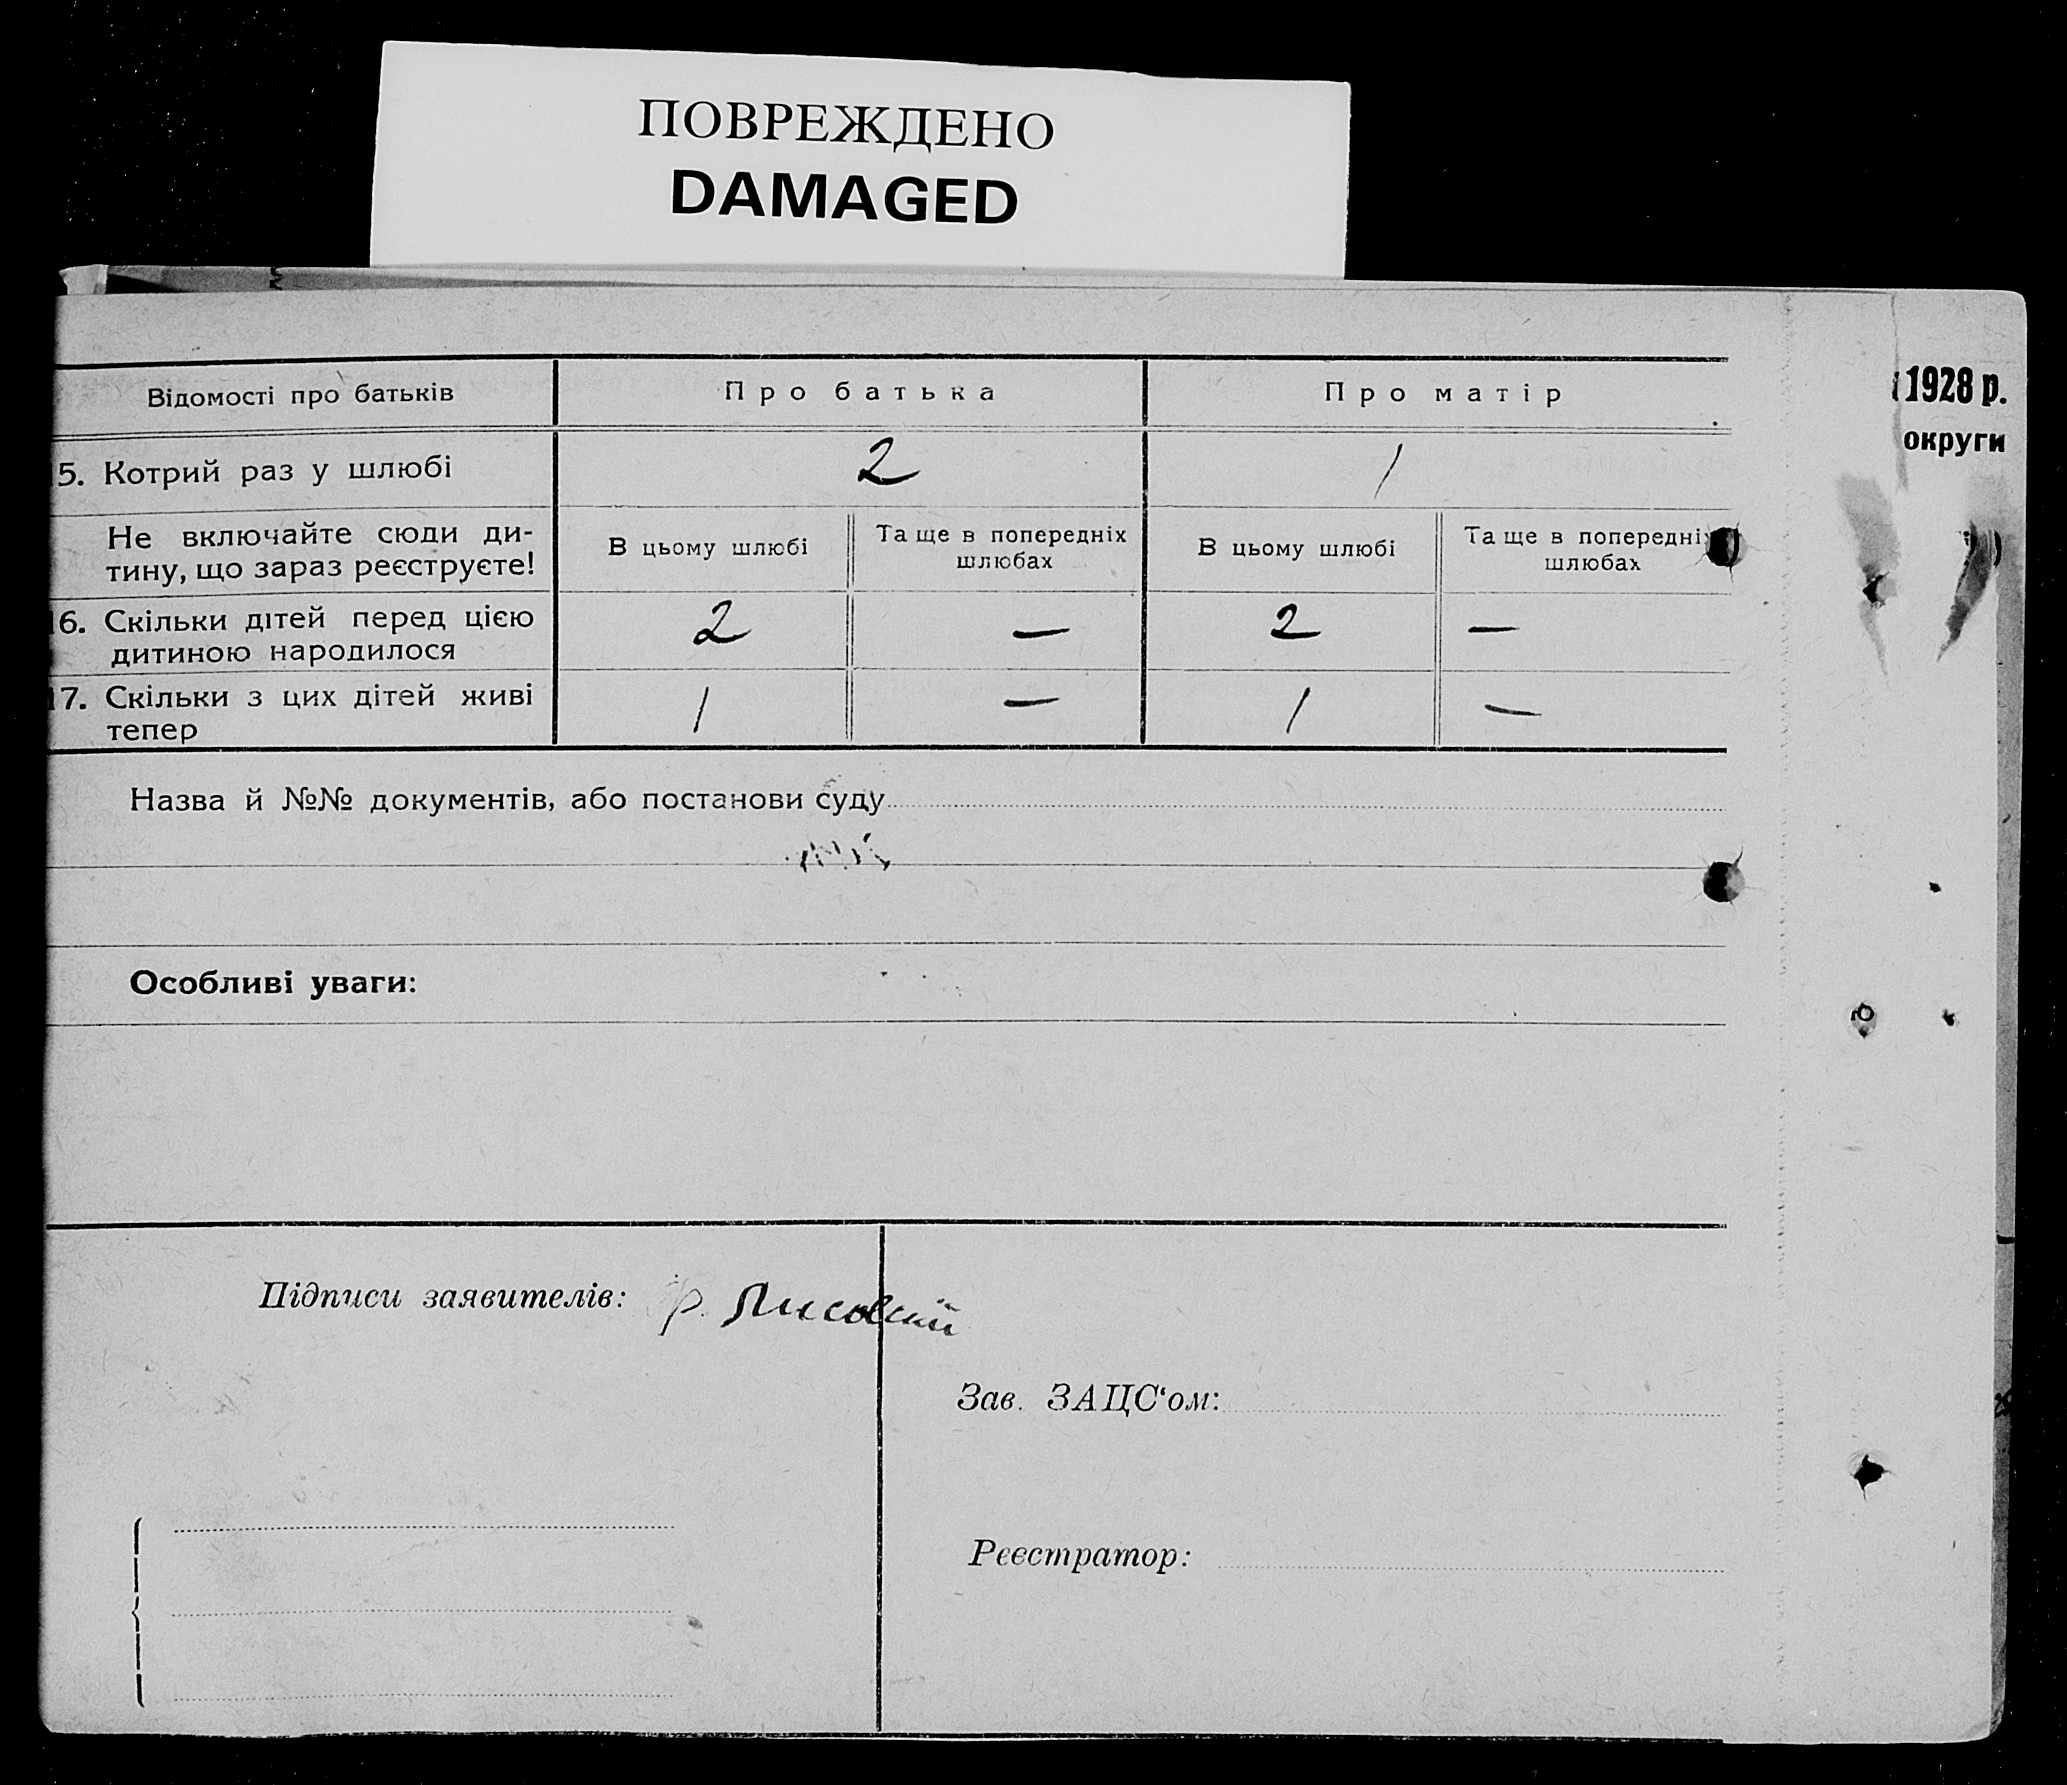 ПОВРЕЖДЕНО
DAMAGED
Відомості про батьків
Про батька
Про матір
1928 р.
округи
5. Котрий раз у шлюбі
2
1
Не включайте сюди ди-
тину, що зараз реєструєте!
В цьому шлюбі
Та ще в попередніх
шлюбах
В цьому шлюбі
Та ще в попередніх
шлюбах
16. Скільки дітей перед цією
дитиною народилося
2
—
2
—
17. Скільки з цих дітей живі
тепер
1
—
1
—
Назва й №№ документів, або постанови суду
Особливі уваги:
Підписи заявителів: Р. Лисовский
Зав. ЗАЦС'ом:
Реєстратор: